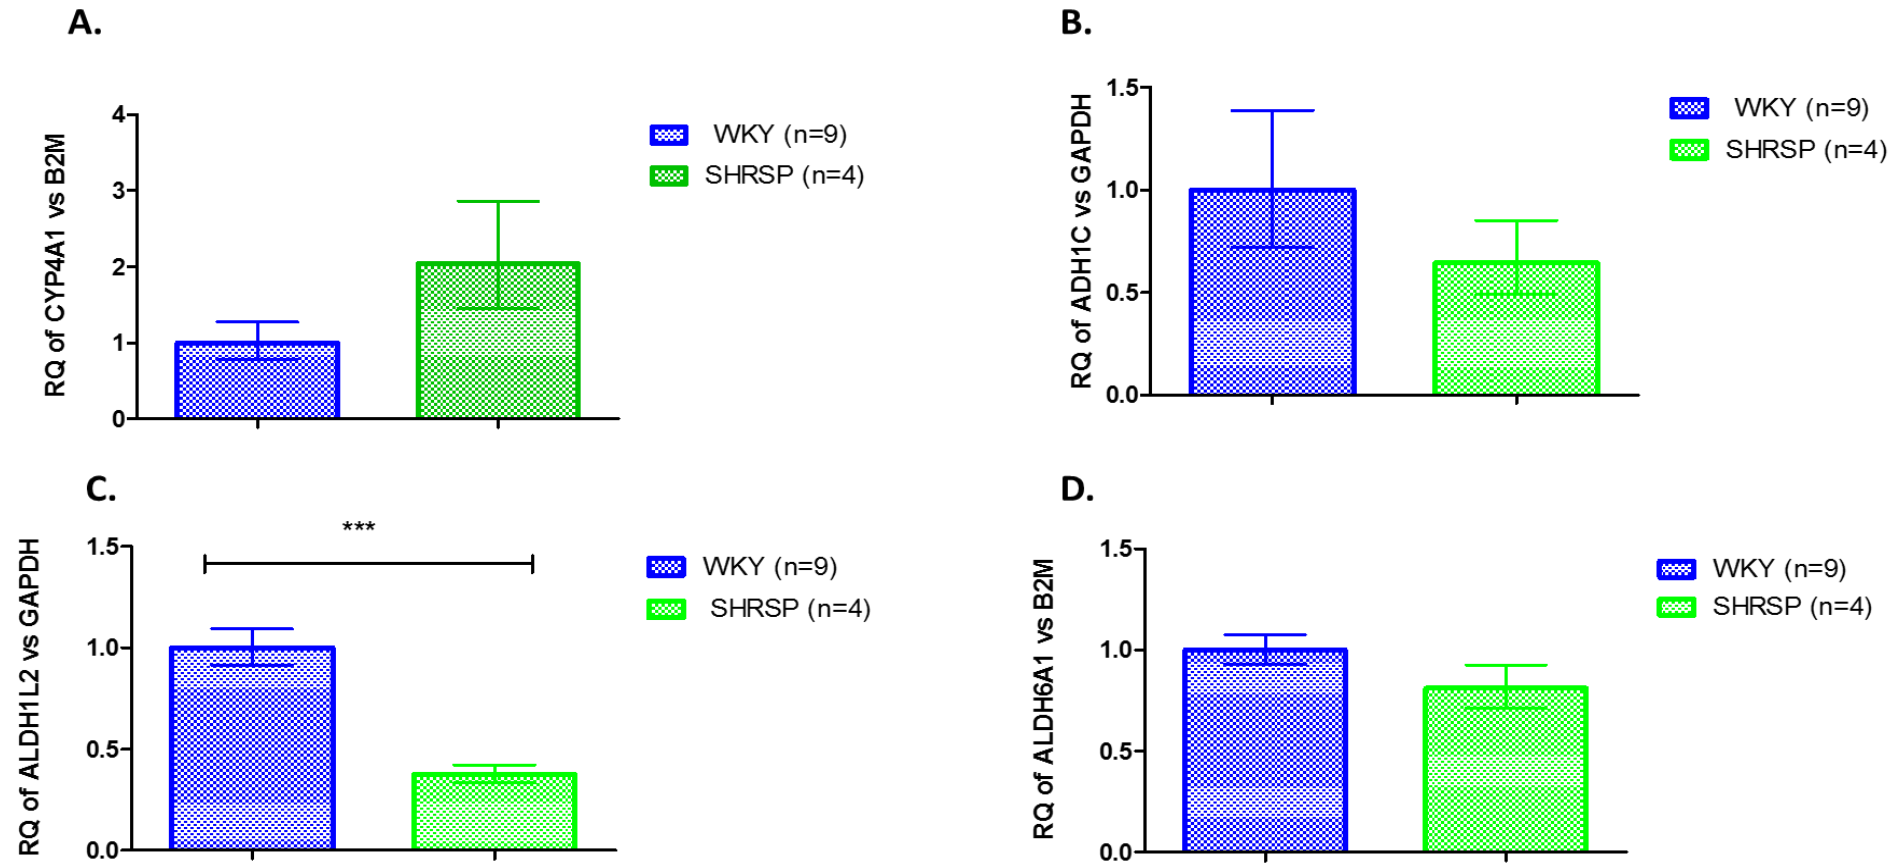 A.
RQ of CYP4A1 vs B2M
4
3
2
1
0
WKY (n=9)
SHRSP (n=4)
B.
RQ of ADH1C vs GAPDH
1.5
1.0
0.5
0.0
WKY (n=9)
SHRSP (n=4)
C.
RQ of ALDH1L2 vs GAPDH
1.5
1.0
0.5
0.0
***
WKY (n=9)
SHRSP (n=4)
D.
RQ of ALDH6A1 vs B2M
1.5
1.0
0.5
0.0
WKY (n=9)
SHRSP (n=4)